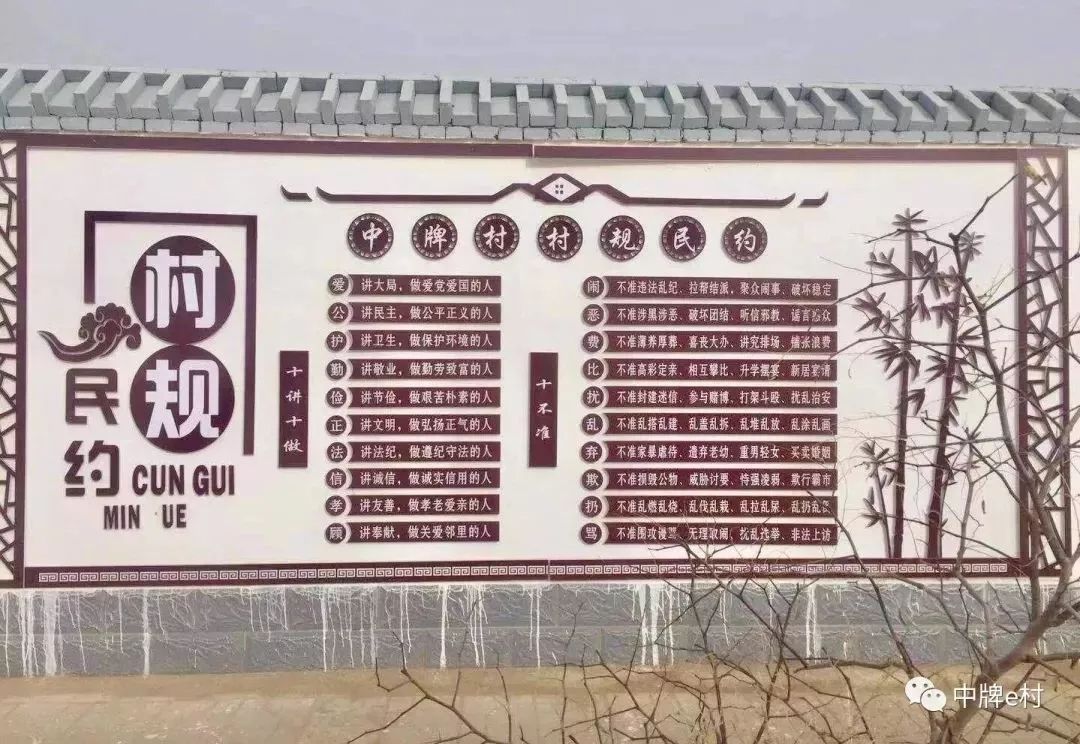 村规
民约
CUN GUI
MIN UE
中牌村村规民约
十讲十做
爱 讲大局，做爱党爱国的人
公 讲民主，做公平正义的人
护 讲卫生，做保护环境的人
勤 讲敬业，做勤劳致富的人
俭 讲节俭，做艰苦朴素的人
正 讲文明，做弘扬正气的人
法 讲法纪，做遵纪守法的人
信 讲诚信，做诚实信用的人
孝 讲友善，做孝老爱亲的人
顾 讲奉献，做关爱邻里的人
十不准
闹 不准违法乱纪、拉帮结派，聚众闹事、破坏稳定
恶 不准涉黑涉恶、破坏团结、听信邪教、谣言惑众
费 不准薄养厚葬、喜丧大办、讲究排场、铺张浪费
比 不准高彩定亲、相互攀比、升学摆宴、新居宴请
扰 不准封建迷信、参与赌博、打架斗殴、扰乱治安
乱 不准乱搭乱建、乱盖乱拆、乱堆乱放、乱涂乱画
弃 不准家暴虐待、遗弃老幼、重男轻女、买卖婚姻
欺 不准损毁公物、威胁讨要、恃强凌弱、欺行霸市
扔 不准乱燃乱烧、乱伐乱栽、乱拉乱尿、乱扔乱
骂 不准围攻谩骂、无理取闹、扰乱选举、非法上访
中牌e村